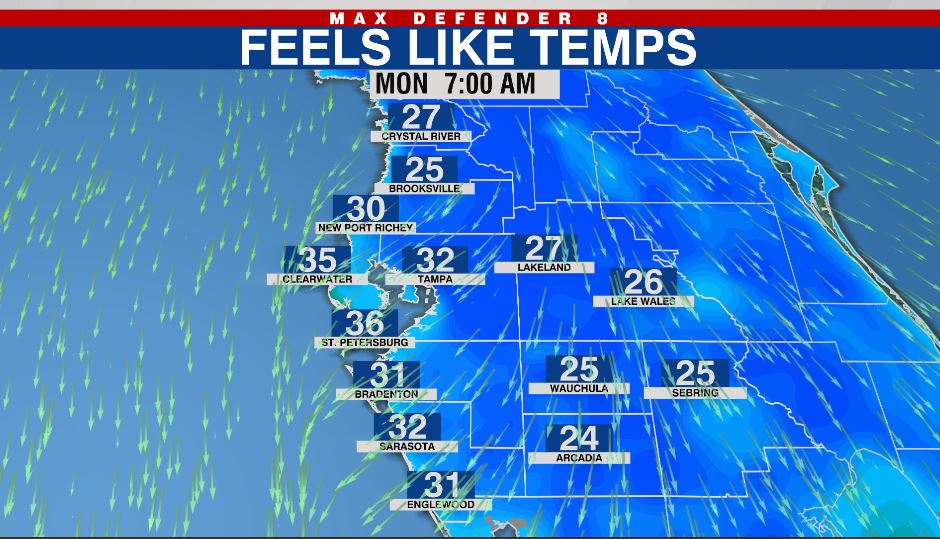 MAX DEFENDER 8
FEELS LIKE TEMPS
MON 7:00 AM
27
CRYSTAL RIVER
25
BROOKSVILLE
30
NEW PORT RICHEY
35
CLEARWATER
32
TAMPA
27
LAKELAND
26
LAKE WALES
36
ST. PETERSBURG
31
BRADENTON
25
WAUCHULA
25
SEBRING
32
SARASOTA
24
ARCADIA
31
ENGLEWOOD